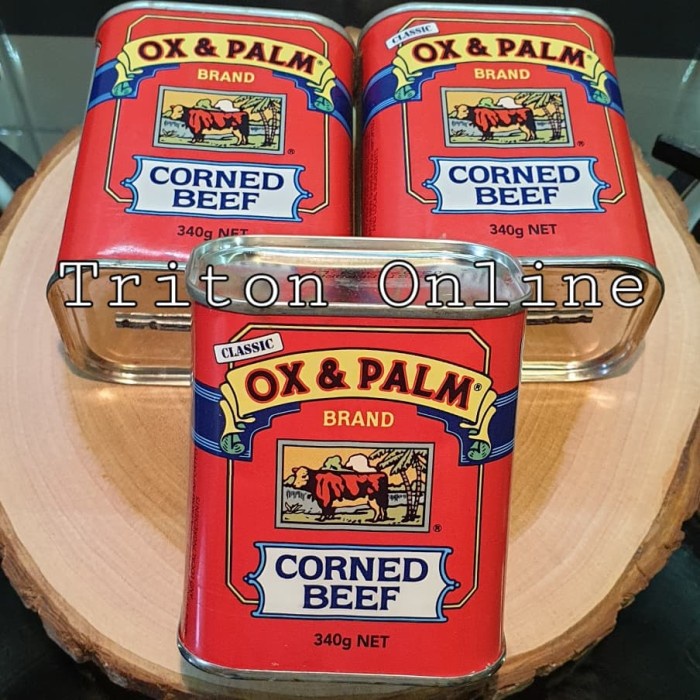 OX & PALM®
BRAND
®
CORNED
BEEF
340g NET
CLASSIC
OX & PALM®
BRAND
®
CORNED
BEEF
340g NET
Triton Online
CLASSIC
OX & PALM®
BRAND
®
CORNED
BEEF
340g NET